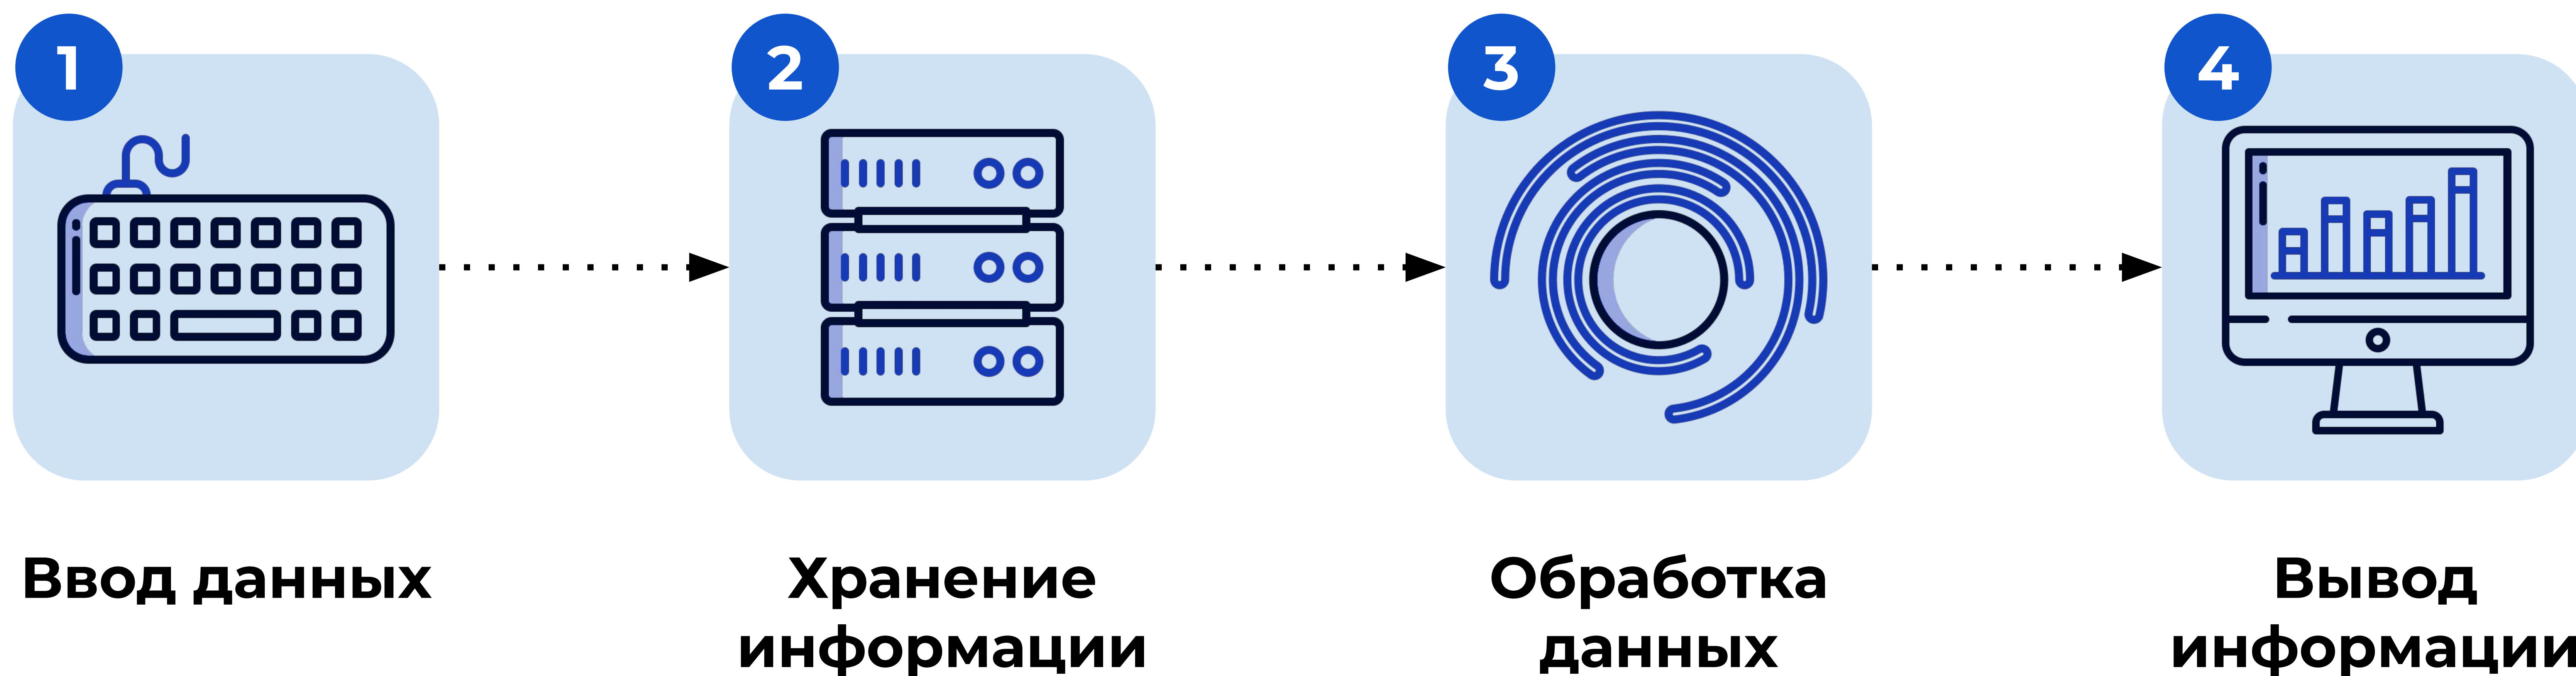 1
2
3
4
Ввод данных
Хранение
информации
Обработка
данных
Вывод
информации